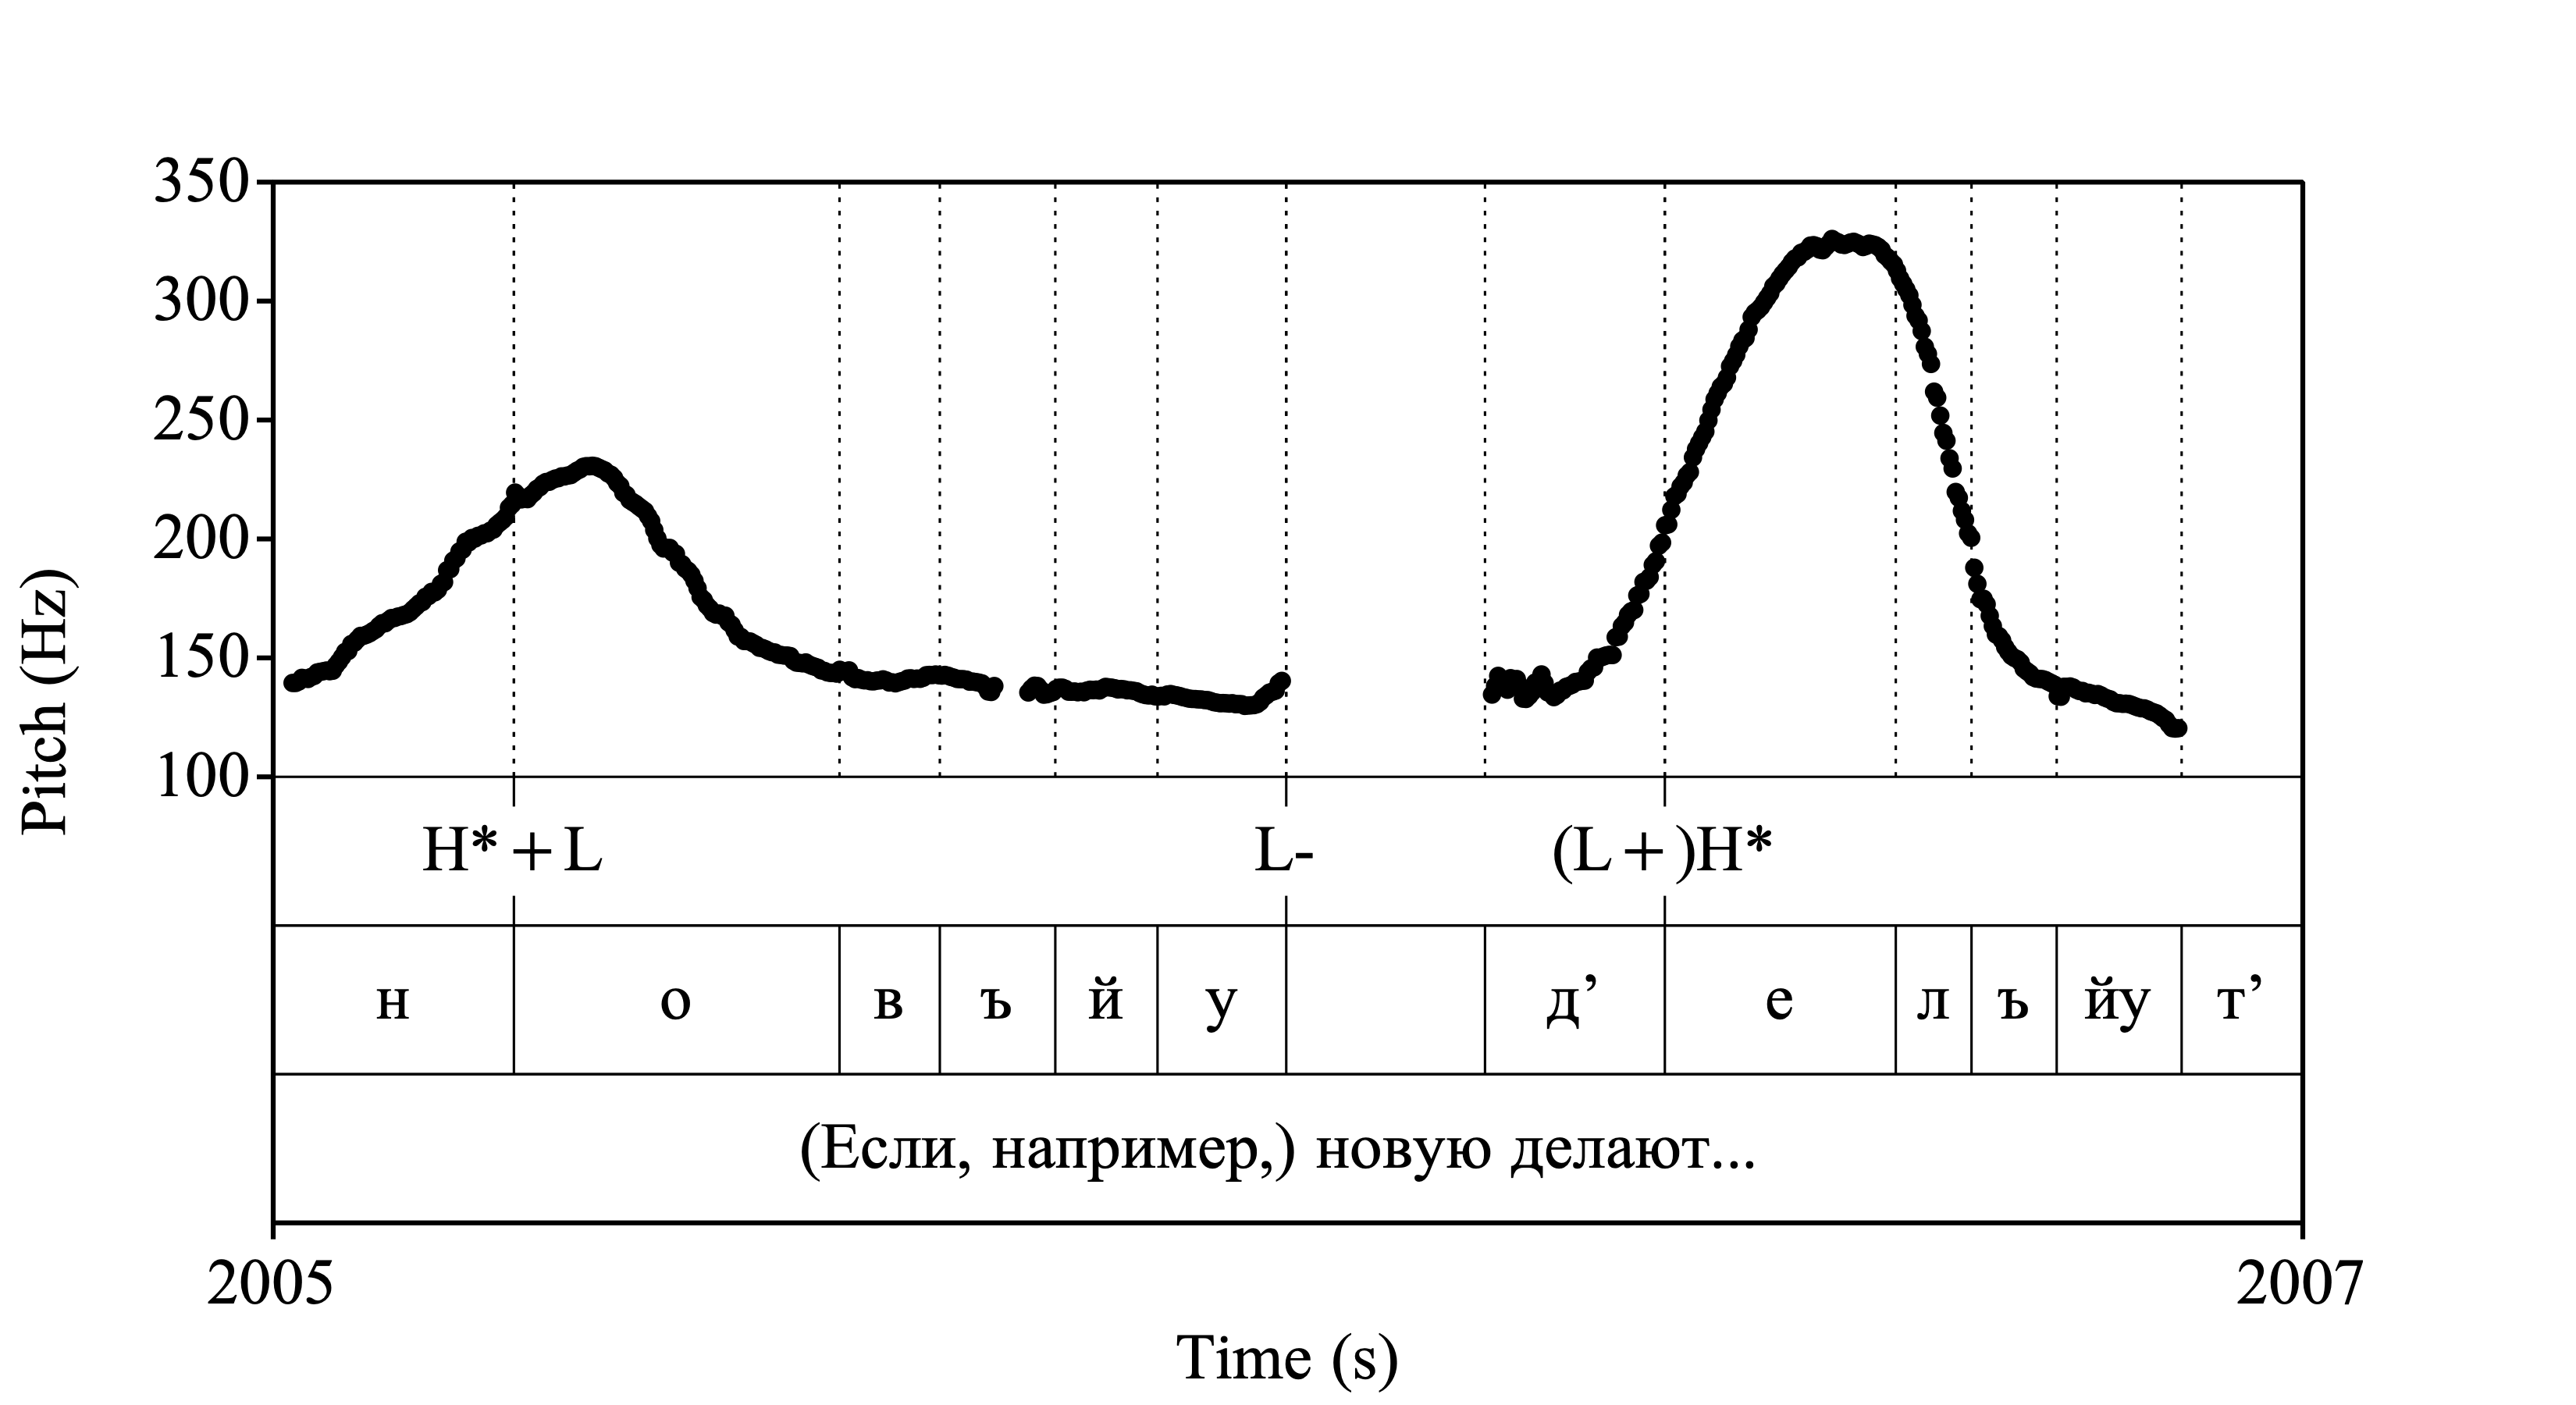 350
300
250
200
150
100
Pitch (Hz)
H*+L L- (L+)H*
н о в ъ й у д’ е л ъ йу т’
(Если, например,) новую делают...
2005 2007
Time (s)